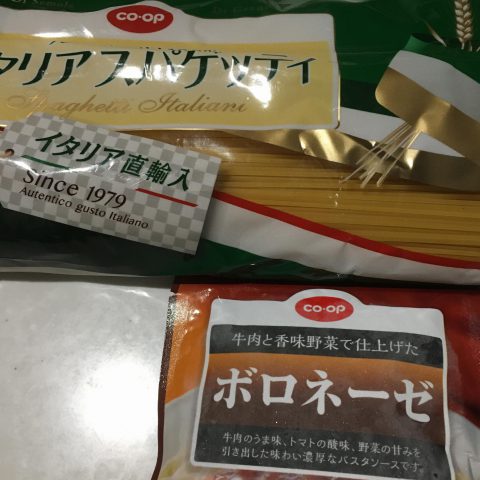 CO·OP
タリアスパゲッティ
Spaghetti Italiani
イタリア直輸入
Since 1979
Autentico gusto Italiano
CO·OP
牛肉と香味野菜で仕上げた
ボロネーゼ
牛肉のうま味、トマトの酸味、野菜の甘みを
引き出した味わい濃厚なパスタソースです。